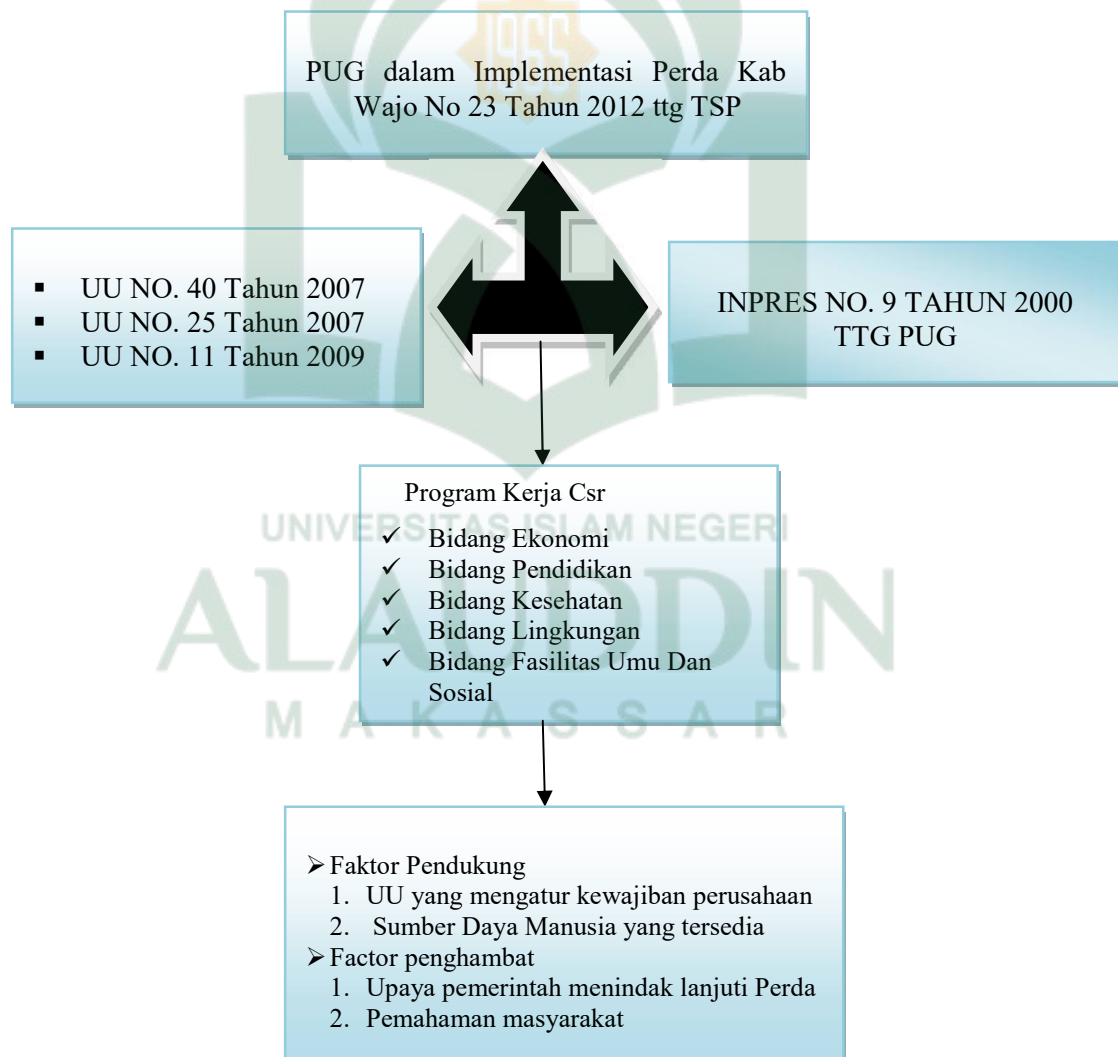 1965
PUG dalam Implementasi Perda Kab
Wajo No 23 Tahun 2012 ttg TSP
▪ UU NO. 40 Tahun 2007
▪ UU NO. 25 Tahun 2007
▪ UU NO. 11 Tahun 2009
INPRES NO. 9 TAHUN 2000
TTG PUG
Program Kerja Csr
✓ Bidang Ekonomi
✓ Bidang Pendidikan
✓ Bidang Kesehatan
✓ Bidang Lingkungan
✓ Bidang Fasilitas Umu Dan
Sosial
UNIVERSITAS ISLAM NEGERI
ALAUDDIN
MAKASSAR
➢ Faktor Pendukung
1. UU yang mengatur kewajiban perusahaan
2. Sumber Daya Manusia yang tersedia
➢ Factor penghambat
1. Upaya pemerintah menindak lanjuti Perda
2. Pemahaman masyarakat